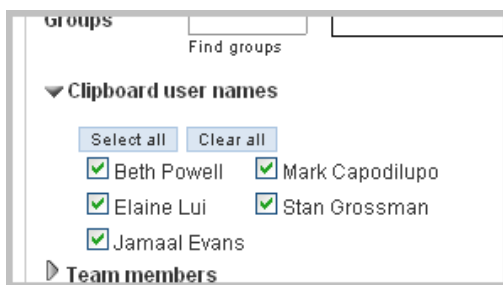 Groups
Find groups
Clipboard user names
Select all Clear all
Beth Powell Mark Capodilupo
Elaine Lui Stan Grossman
Jamaal Evans
Team members